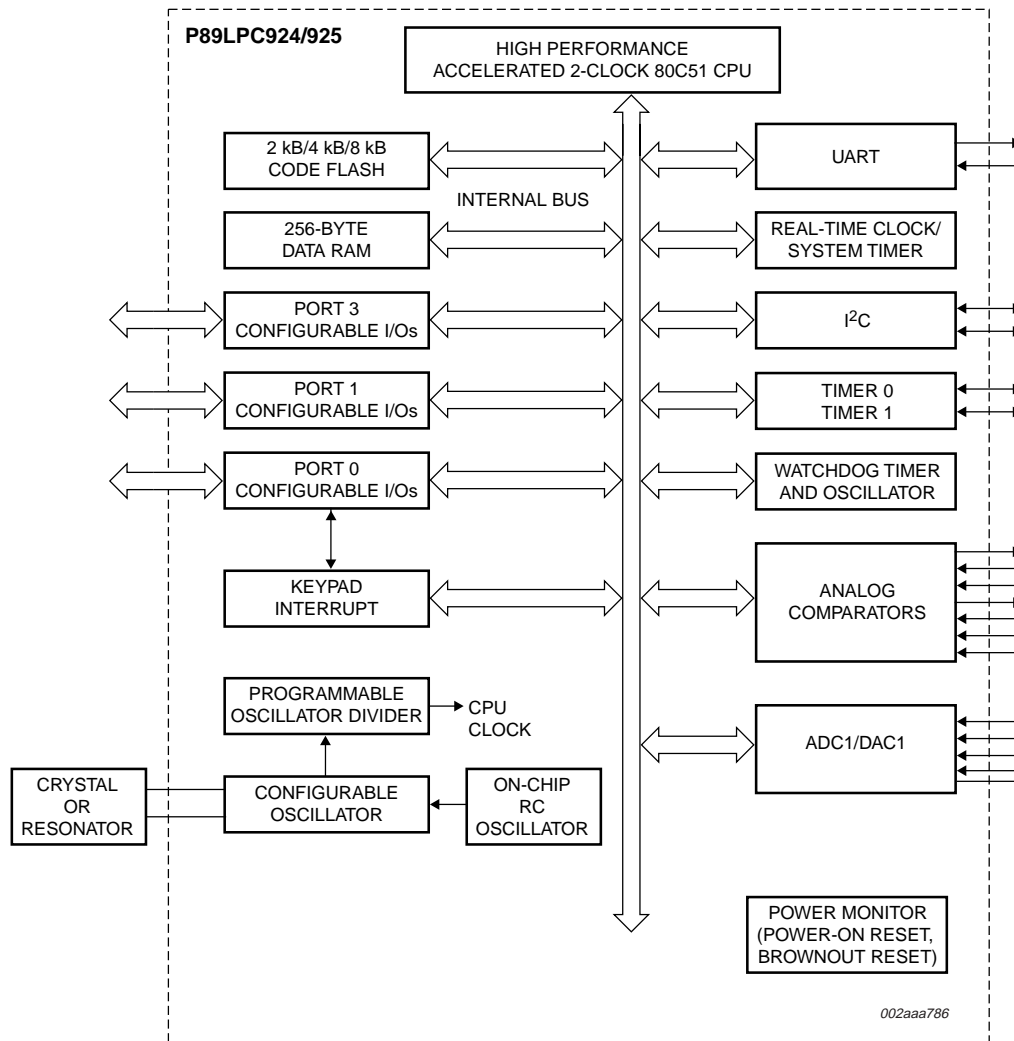 P89LPC924/925
HIGH PERFORMANCE
ACCELERATED 2-CLOCK 80C51 CPU
2 kB/4 kB/8 kB
CODE FLASH
UART
INTERNAL BUS
256-BYTE
DATA RAM
REAL-TIME CLOCK/
SYSTEM TIMER
PORT 3
CONFIGURABLE I/Os
I²C
PORT 1
CONFIGURABLE I/Os
TIMER 0
TIMER 1
PORT 0
CONFIGURABLE I/Os
WATCHDOG TIMER
AND OSCILLATOR
KEYPAD
INTERRUPT
ANALOG
COMPARATORS
PROGRAMMABLE
OSCILLATOR DIVIDER
CPU
CLOCK
ADC1/DAC1
CRYSTAL
OR
RESONATOR
CONFIGURABLE
OSCILLATOR
ON-CHIP
RC
OSCILLATOR
POWER MONITOR
(POWER-ON RESET,
BROWNOUT RESET)
002aaa786